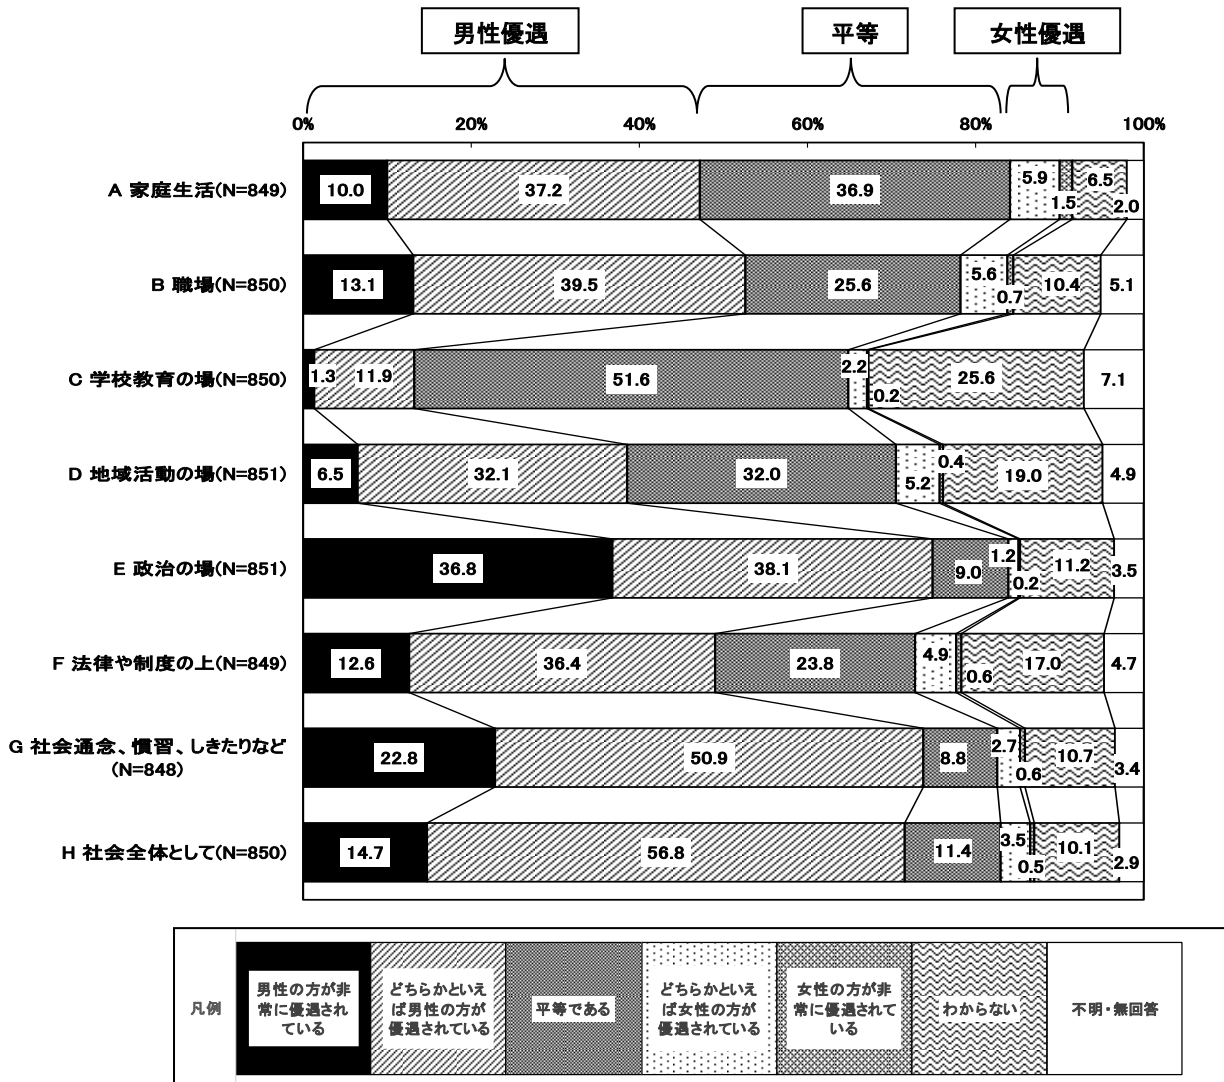 男性優遇
平等
女性優遇
0%
20%
40%
60%
80%
100%
A 家庭生活(N=849)
10.0
37.2
36.9
5.9
1.5
6.5
2.0
B 職場(N=850)
13.1
39.5
25.6
5.6
0.7
10.4
5.1
C 学校教育の場(N=850)
1.3
11.9
51.6
2.2
0.2
25.6
7.1
D 地域活動の場(N=851)
6.5
32.1
32.0
5.2
0.4
19.0
4.9
E 政治の場(N=851)
36.8
38.1
9.0
1.2
0.2
11.2
3.5
F 法律や制度の上(N=849)
12.6
36.4
23.8
4.9
0.6
17.0
4.7
G 社会通念、慣習、しきたりなど
(N=848)
22.8
50.9
8.8
2.7
0.6
10.7
3.4
H 社会全体として(N=850)
14.7
56.8
11.4
3.5
0.5
10.1
2.9
凡例
男性の方が非
常に優遇され
ている
どちらかといえ
ば男性の方が
優遇されている
平等である
どちらかといえ
ば女性の方が
優遇されている
女性の方が非
常に優遇されて
いる
わからない
不明・無回答